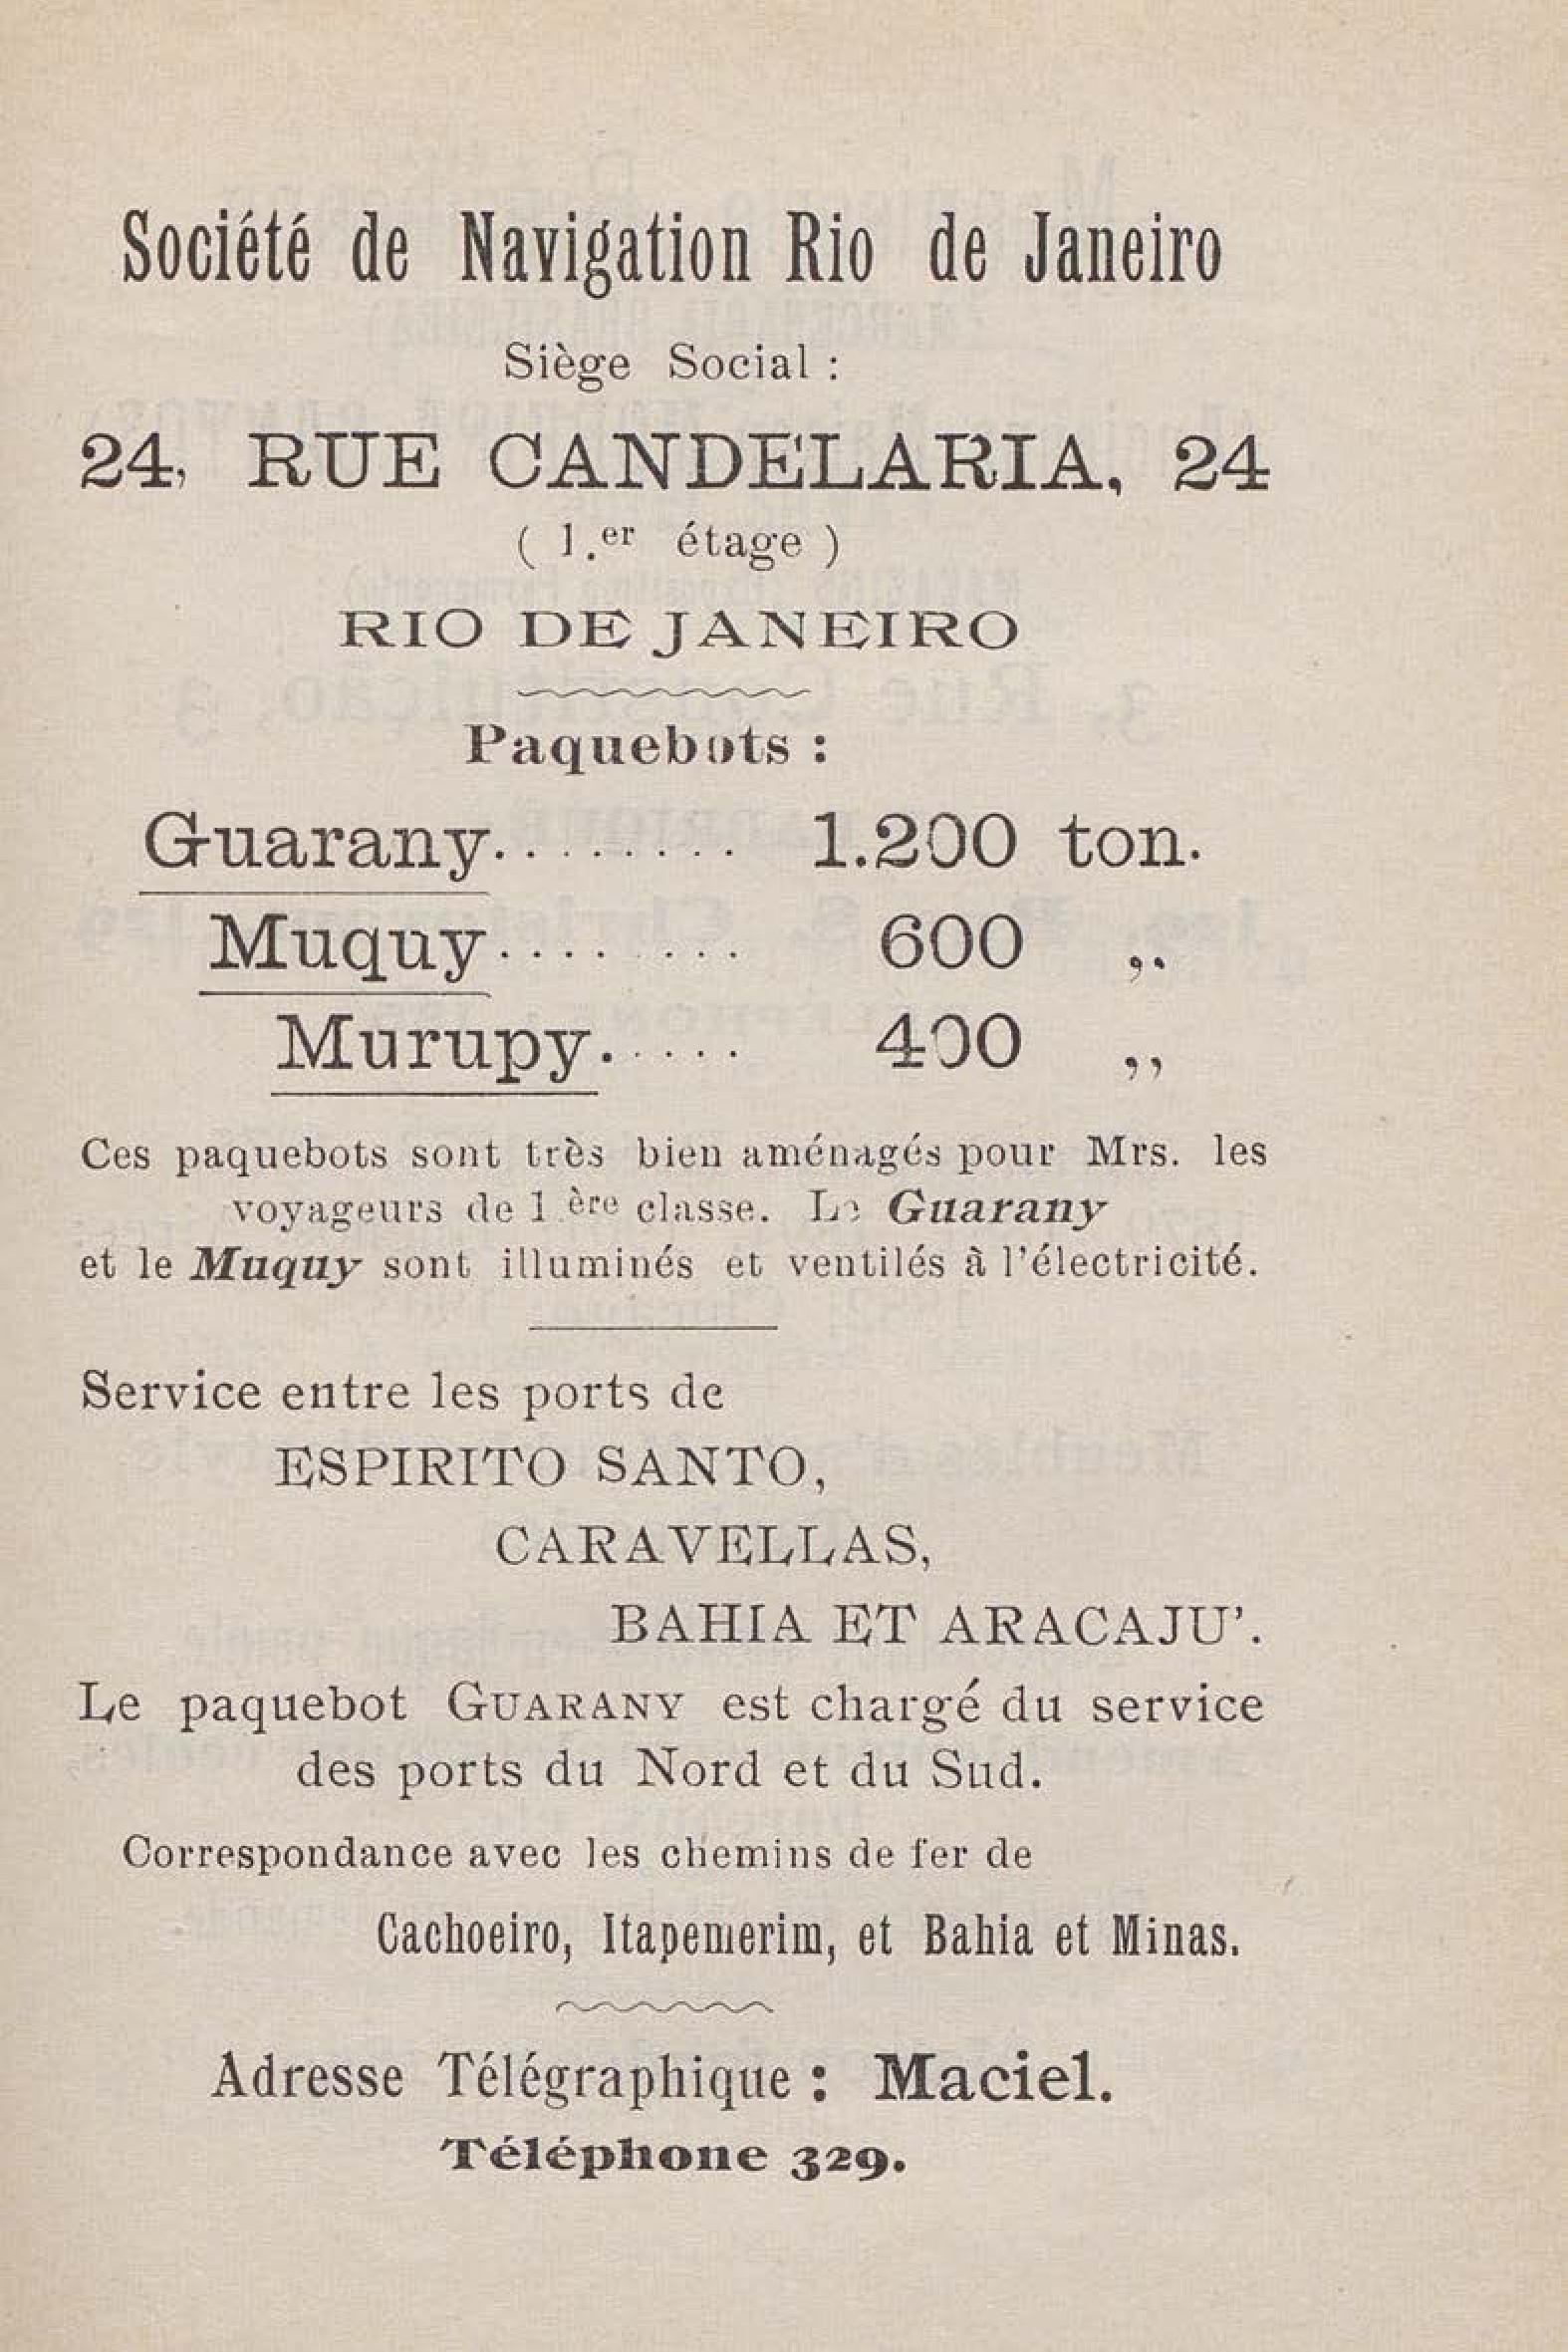 Société de Navigation Rio de Janeiro
Siège Social :
24, RUE CANDELARIA, 24
( 1.er étage )
RIO DE JANEIRO
Paquebots :
Guarany........ 1.200 ton.
Muquy........ 600 ,,
Murupy...... 400 ,,
Ces paquebots sont très bien aménagés pour Mrs. les
voyageurs de 1.ère classe. Le Guarany
et le Muquy sont illuminés et ventilés à l'électricité.
Service entre les ports de
ESPIRITO SANTO,
CARAVELLAS,
BAHIA ET ARACAJU'.
Le paquebot GUARANY est chargé du service
des ports du Nord et du Sud.
Correspondance avec les chemins de fer de
Cachoeiro, Itapemerim, et Bahia et Minas.
Adresse Télégraphique : Maciel.
Téléphone 329.